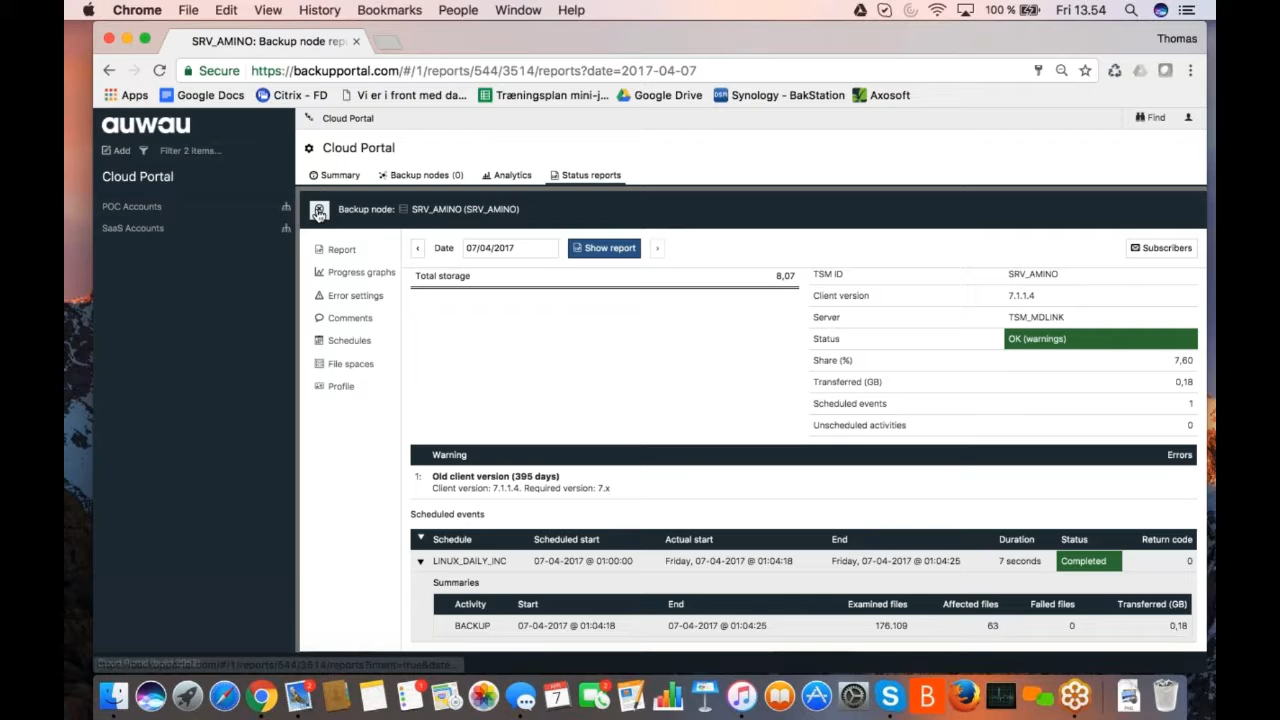 Chrome File Edit View History Bookmarks People Window Help 100 % Fri 13.54
SRV_AMINO: Backup node rep Thomas
Secure https://backupportal.com/#/1/reports/544/3514/reports?date=2017-04-07
Apps Google Docs Citrix - FD Vi er i front med da... Træningsplan mini-j... Google Drive Synology - BaKstation Axosoft
auwau Cloud Portal Find
Add Filter 2 items... Cloud Portal
Cloud Portal Summary Backup nodes (0) Analytics Status reports
POC Accounts Backup node: SRV_AMINO (SRV_AMINO)
SaaS Accounts
Report ‹ Date 07/04/2017 Show report › Subscribers
Progress graphs
Error settings
Comments
Schedules
File spaces
Profile
Total storage 8,07
TSM ID SRV_AMINO
Client version 7.1.1.4
Server TSM_MDLINK
Status OK (warnings)
Share (%) 7,60
Transferred (GB) 0,18
Scheduled events 1
Unscheduled activities 0
Warning Errors
1: Old client version (395 days)
Client version: 7.1.1.4. Required version: 7.x
Scheduled events
Schedule Scheduled start Actual start End Duration Status Return code
LINUX_DAILY_INC 07-04-2017 @ 01:00:00 Friday, 07-04-2017 @ 01:04:18 Friday, 07-04-2017 @ 01:04:25 7 seconds Completed 0
Summaries
Activity Start End Examined files Affected files Failed files Transferred (GB)
BACKUP 07-04-2017 @ 01:04:18 07-04-2017 @ 01:04:25 176.109 63 0 0,18